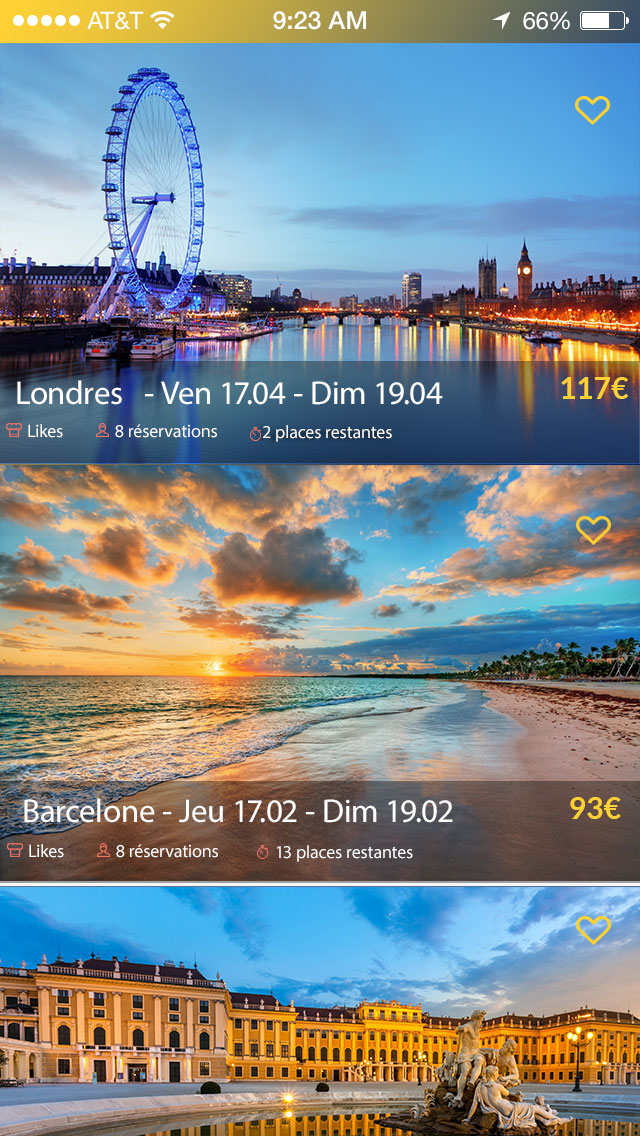 AT&T 9:23 AM 66%
Londres - Ven 17.04 - Dim 19.04 117€
Likes 8 réservations 2 places restantes
Barcelone - Jeu 17.02 - Dim 19.02 93€
Likes 8 réservations 13 places restantes